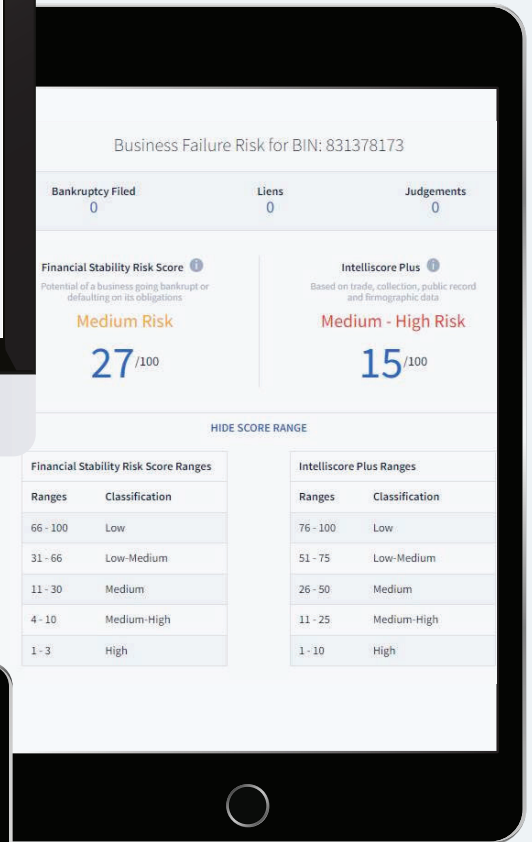 Business Failure Risk for BIN: 831378173
Bankruptcy Filed Liens Judgements
0 0 0
Financial Stability Risk Score i Intelliscore Plus i
Potential of a business going bankrupt or Based on trade, collection, public record
defaulting on its obligations and firmographic data
Medium Risk Medium - High Risk
27/100 15/100
HIDE SCORE RANGE
Financial Stability Risk Score Ranges Intelliscore Plus Ranges
Ranges Classification Ranges Classification
66 - 100 Low 76 - 100 Low
31 - 66 Low-Medium 51 - 75 Low-Medium
11 - 30 Medium 26 - 50 Medium
4 - 10 Medium-High 11 - 25 Medium-High
1 - 3 High 1 - 10 High